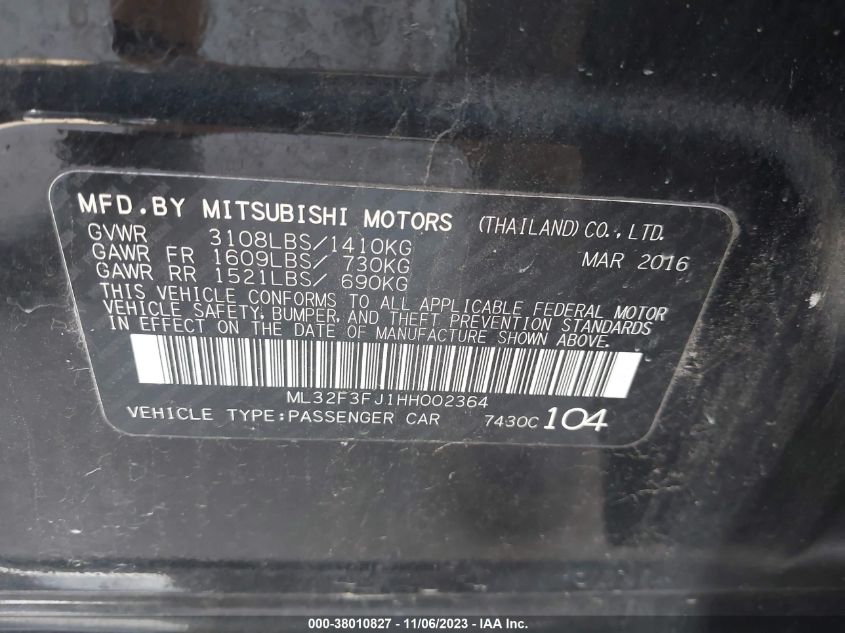 MFD.BY MITSUBISHI MOTORS (THAILAND) CO., LTD.
GVWR 3108LBS/1410KG
GAWR FR 1609LBS/ 730KG MAR 2016
GAWR RR 1521LBS/ 690KG
THIS VEHICLE CONFORMS TO ALL APPLICABLE FEDERAL MOTOR
VEHICLE SAFETY, BUMPER, AND THEFT PREVENTION STANDARDS
IN EFFECT ON THE DATE OF MANUFACTURE SHOWN ABOVE.
ML32F3FJ1HH002364
VEHICLE TYPE:PASSENGER CAR 7430C 104
000-38010827 - 11/06/2023 - Copyright © 2023 IAA, Inc.